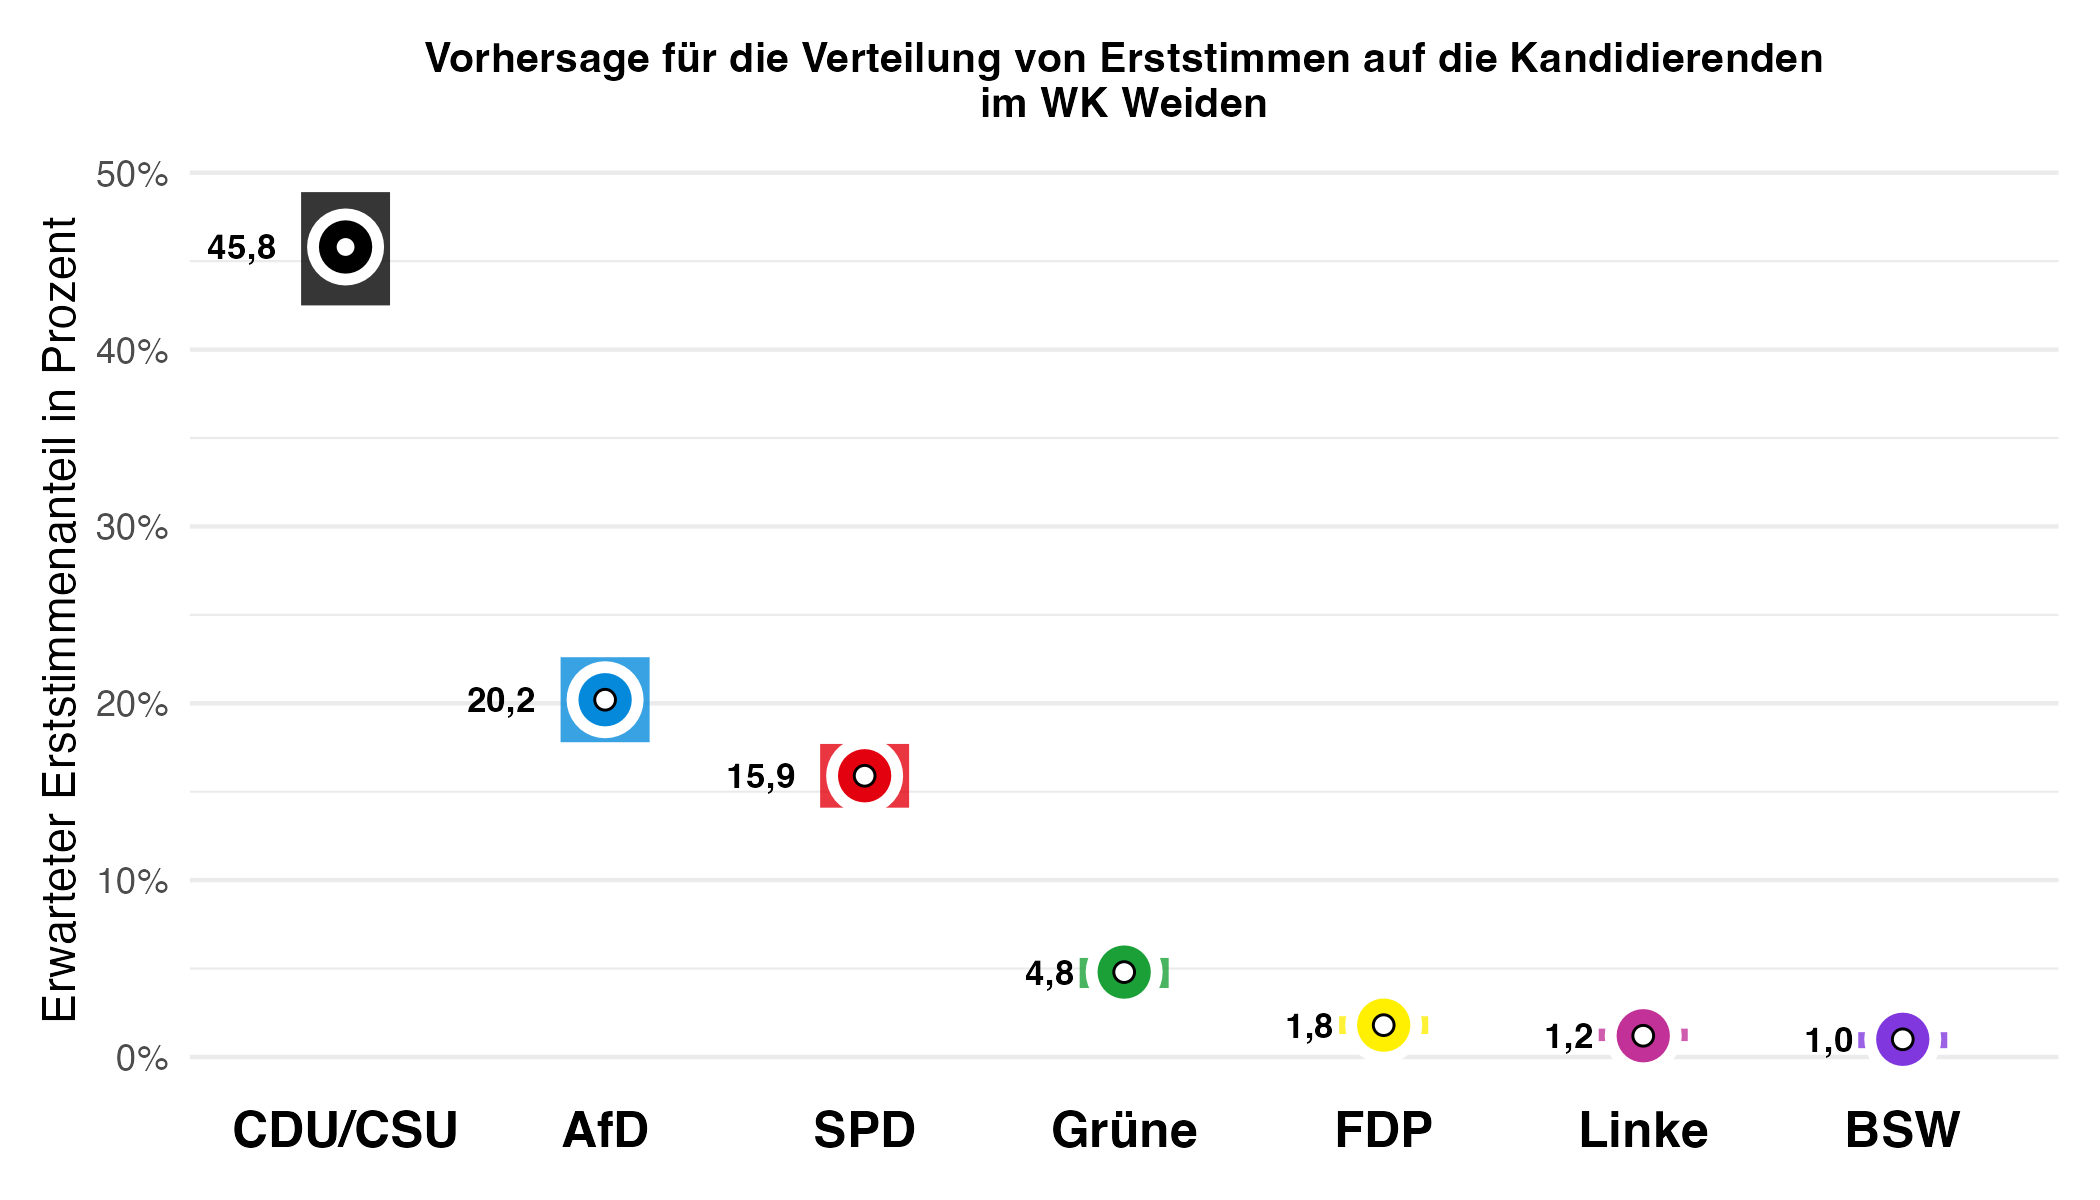 Vorhersage für die Verteilung von Erststimmen auf die Kandidierenden
im WK Weiden
Erwarteter Erststimmenanteil in Prozent
50%
40%
30%
20%
10%
0%
45,8
20,2
15,9
4,8
1,8
1,2
1,0
CDU/CSU
AfD
SPD
Grüne
FDP
Linke
BSW